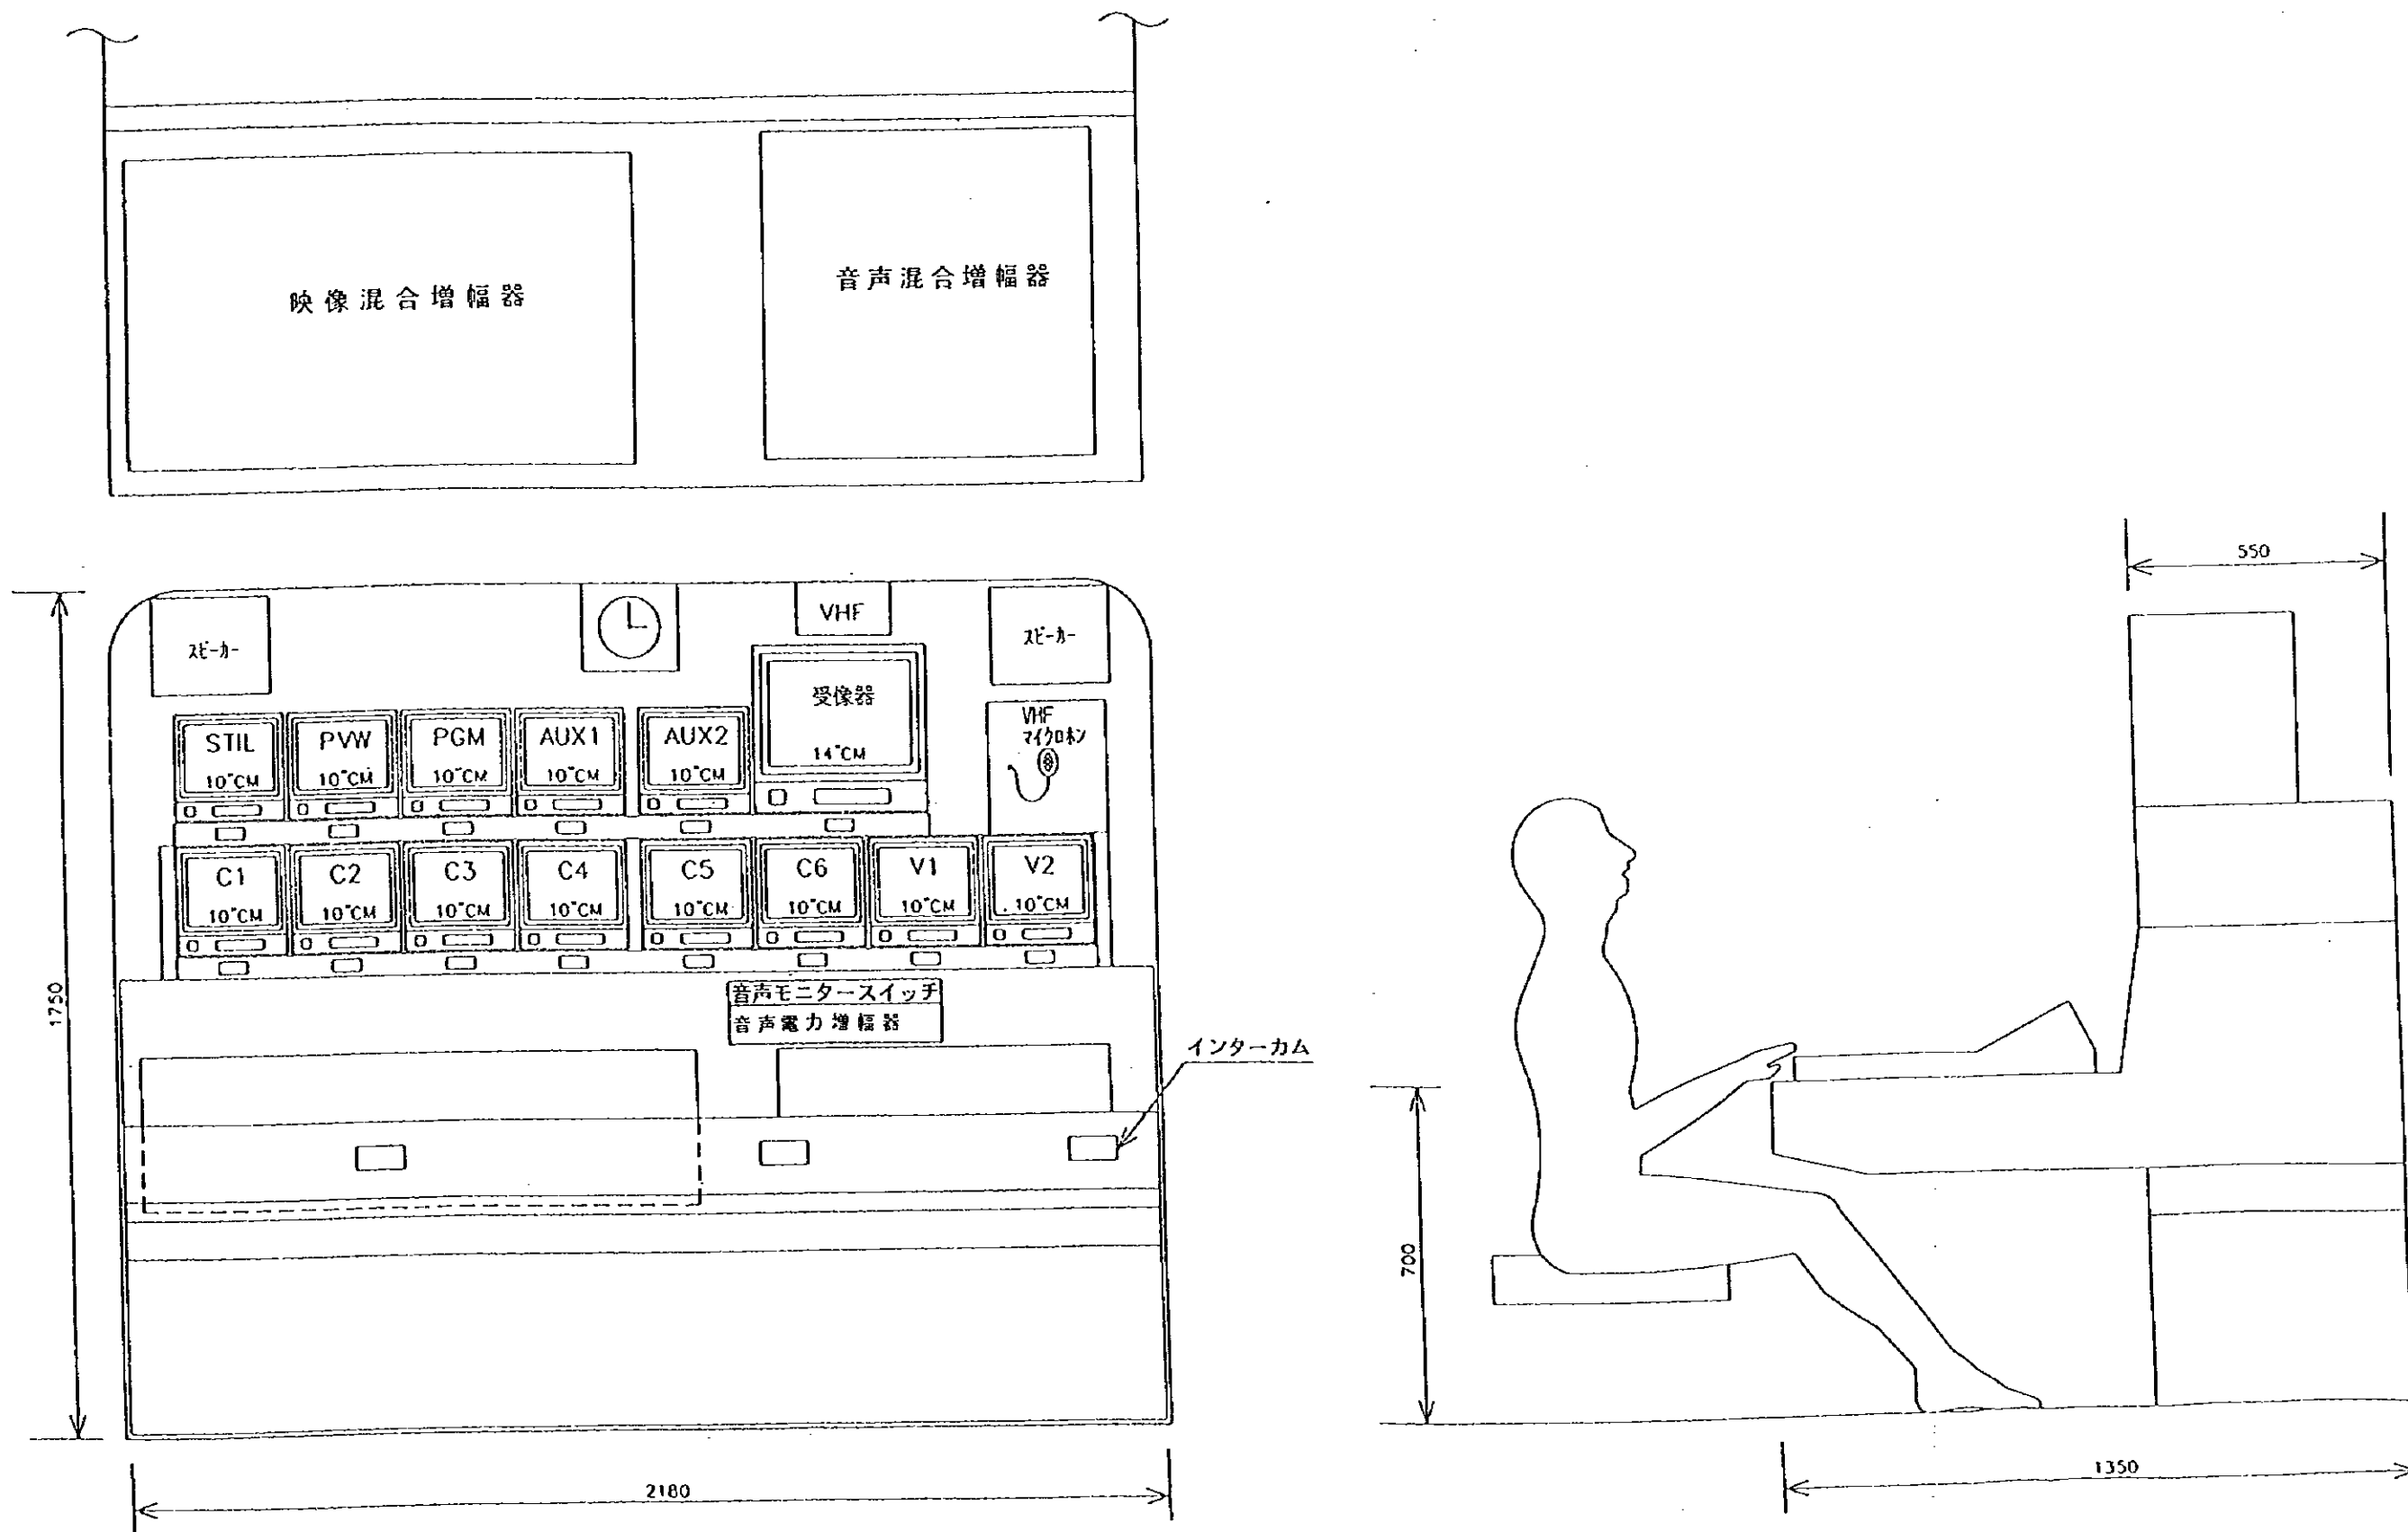 映像混合増幅器
音声混合増幅器
スピーカー
VHF
スピーカー
受像器
14"CM
VHF
マイクロホン
STIL
10"CM
PVW
10"CM
PGM
10"CM
AUX1
10"CM
AUX2
10"CM
C1
10"CM
C2
10"CM
C3
10"CM
C4
10"CM
C5
10"CM
C6
10"CM
V1
10"CM
V2
10"CM
音声モニタースイッチ
音声電力増幅器
インターカム
1750
2180
550
700
1350